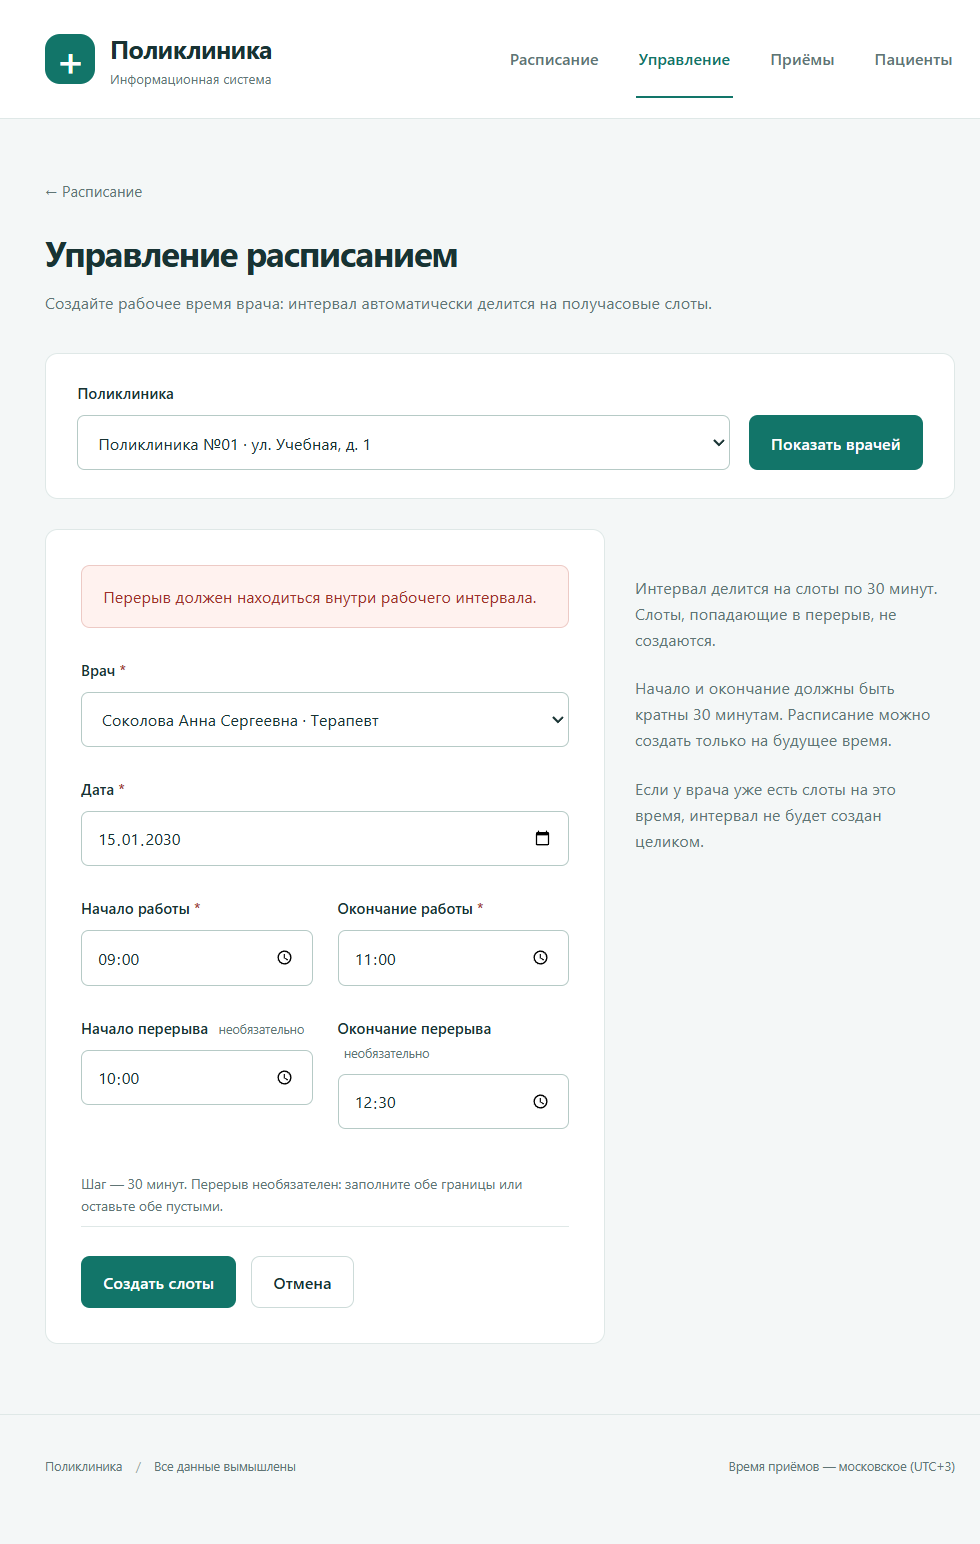 +
Поликлиника
Информационная система
Расписание
Управление
Приёмы
Пациенты
← Расписание
Управление расписанием
Создайте рабочее время врача: интервал автоматически делится на получасовые слоты.
Поликлиника
Поликлиника №01 · ул. Учебная, д. 1
Показать врачей
Перерыв должен находиться внутри рабочего интервала.
Врач *
Соколова Анна Сергеевна · Терапевт
Дата *
15.01.2030
Начало работы *
09:00
Окончание работы *
11:00
Начало перерыва необязательно
10:00
Окончание перерыва
необязательно
12:30
Шаг — 30 минут. Перерыв необязателен: заполните обе границы или
оставьте обе пустыми.
Создать слоты
Отмена
Интервал делится на слоты по 30 минут.
Слоты, попадающие в перерыв, не
создаются.
Начало и окончание должны быть
кратны 30 минутам. Расписание можно
создать только на будущее время.
Если у врача уже есть слоты на это
время, интервал не будет создан
целиком.
Поликлиника / Все данные вымышлены
Время приёмов — московское (UTC+3)